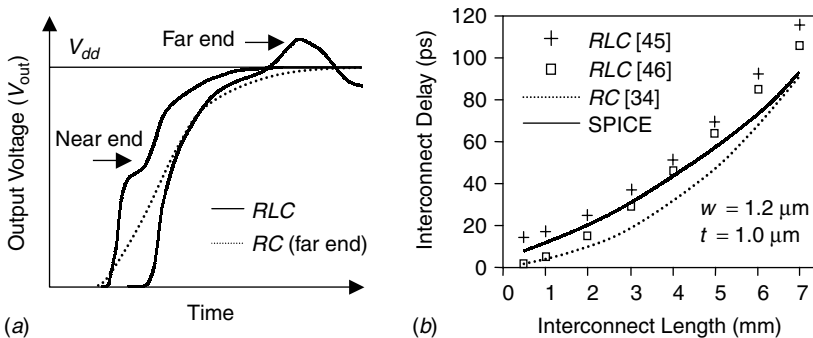 V_dd
Far end
Near end
RLC
RC (far end)
Output Voltage (V_out)
Time
(a)
120
100
80
60
40
20
0
Interconnect Delay (ps)
+ RLC [45]
□ RLC [46]
RC [34]
SPICE
w = 1.2 μm
t = 1.0 μm
0 1 2 3 4 5 6 7
Interconnect Length (mm)
(b)